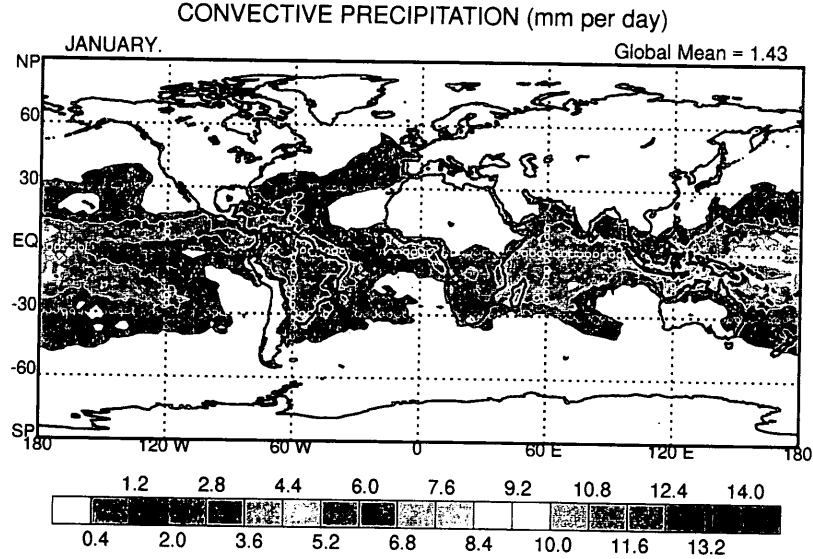 CONVECTIVE PRECIPITATION (mm per day)
JANUARY.
Global Mean = 1.43
NP
60
30
EQ
-30
-60
SP
180 120 W 60 W 0 60 E 120 E 180
1.2 2.8 4.4 6.0 7.6 9.2 10.8 12.4 14.0
0.4 2.0 3.6 5.2 6.8 8.4 10.0 11.6 13.2